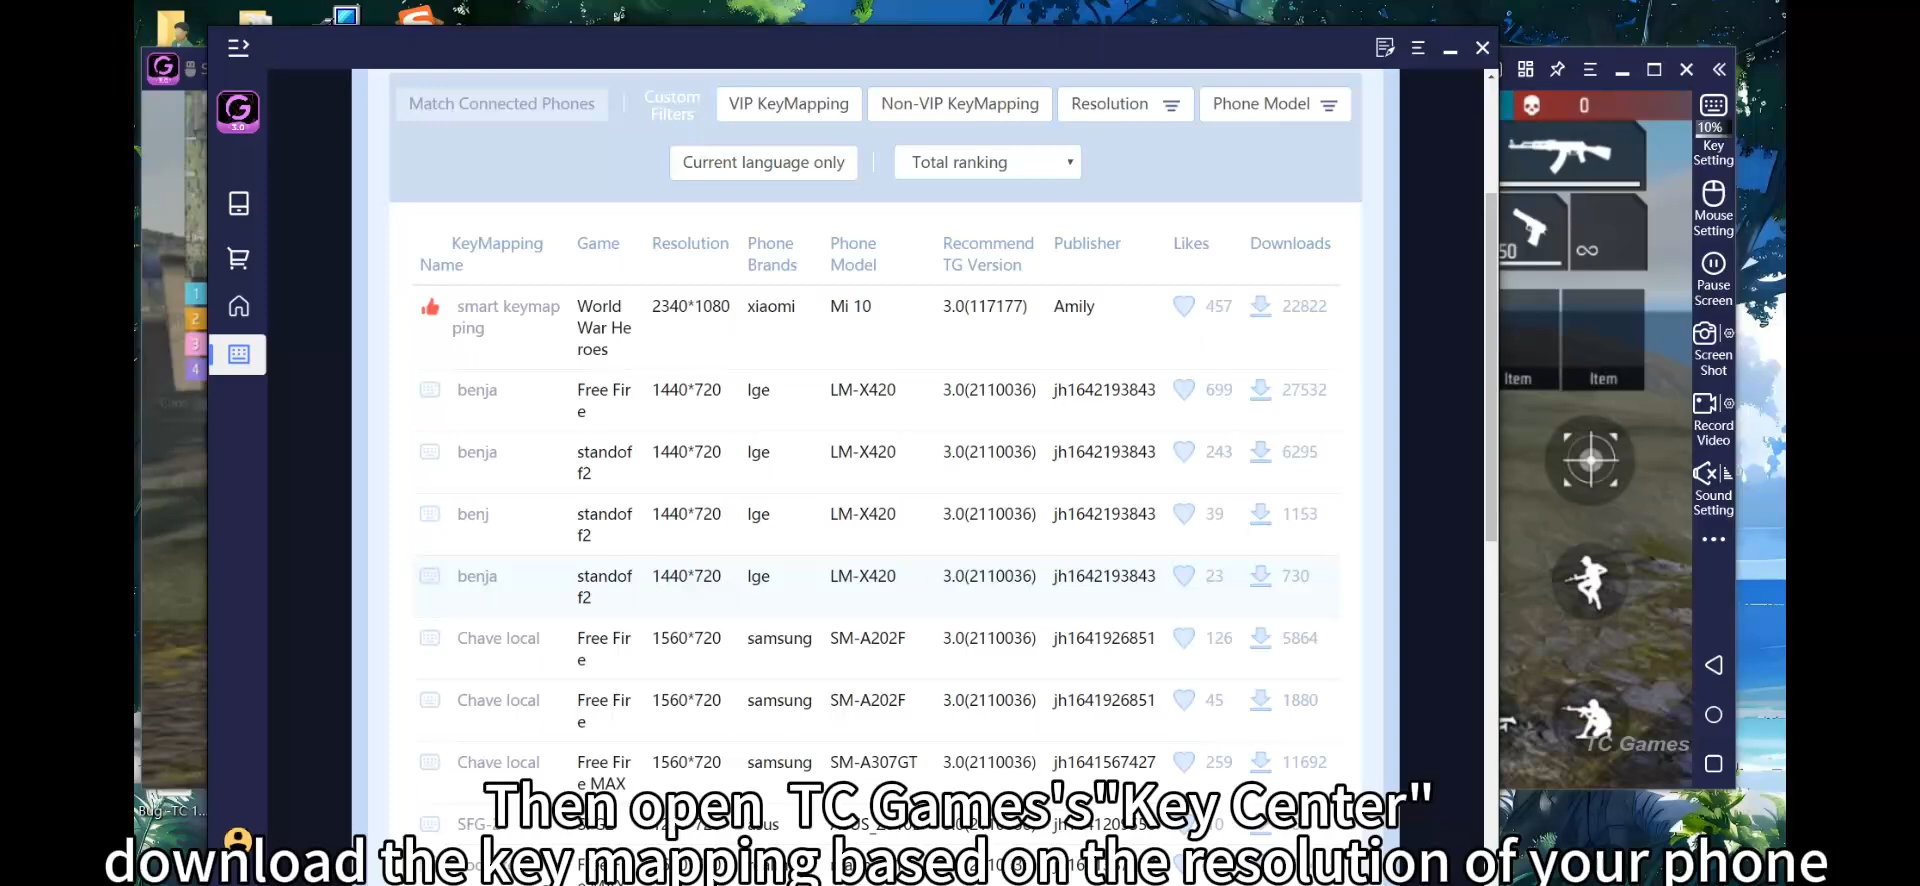 Match Connected Phones
Custom Filters
VIP KeyMapping
Non-VIP KeyMapping
Resolution
Phone Model
Current language only
Total ranking
KeyMapping Name Game Resolution Phone Brands Phone Model Recommend TG Version Publisher Likes Downloads
smart keymapping World War Heroes 2340*1080 xiaomi Mi 10 3.0(117177) Amily 457 22822
benja Free Fire 1440*720 lge LM-X420 3.0(2110036) jh1642193843 699 27532
benja standoff2 1440*720 lge LM-X420 3.0(2110036) jh1642193843 243 6295
benj standoff2 1440*720 lge LM-X420 3.0(2110036) jh1642193843 39 1153
benja standoff2 1440*720 lge LM-X420 3.0(2110036) jh1642193843 23 730
Chave local Free Fire 1560*720 samsung SM-A202F 3.0(2110036) jh1641926851 126 5864
Chave local Free Fire 1560*720 samsung SM-A202F 3.0(2110036) jh1641926851 45 1880
Chave local Free Fire MAX 1560*720 samsung SM-A307GT 3.0(2110036) jh1641567427 259 11692
Then open TC Games's"Key Center"
download the key mapping based on the resolution of your phone
G
3.0
1
2
3
4
Bug_TC 1...
0
50
∞
Item
Item
TC Games
10%
Key Setting
Mouse Setting
Pause Screen
Screen Shot
Record Video
Sound Setting